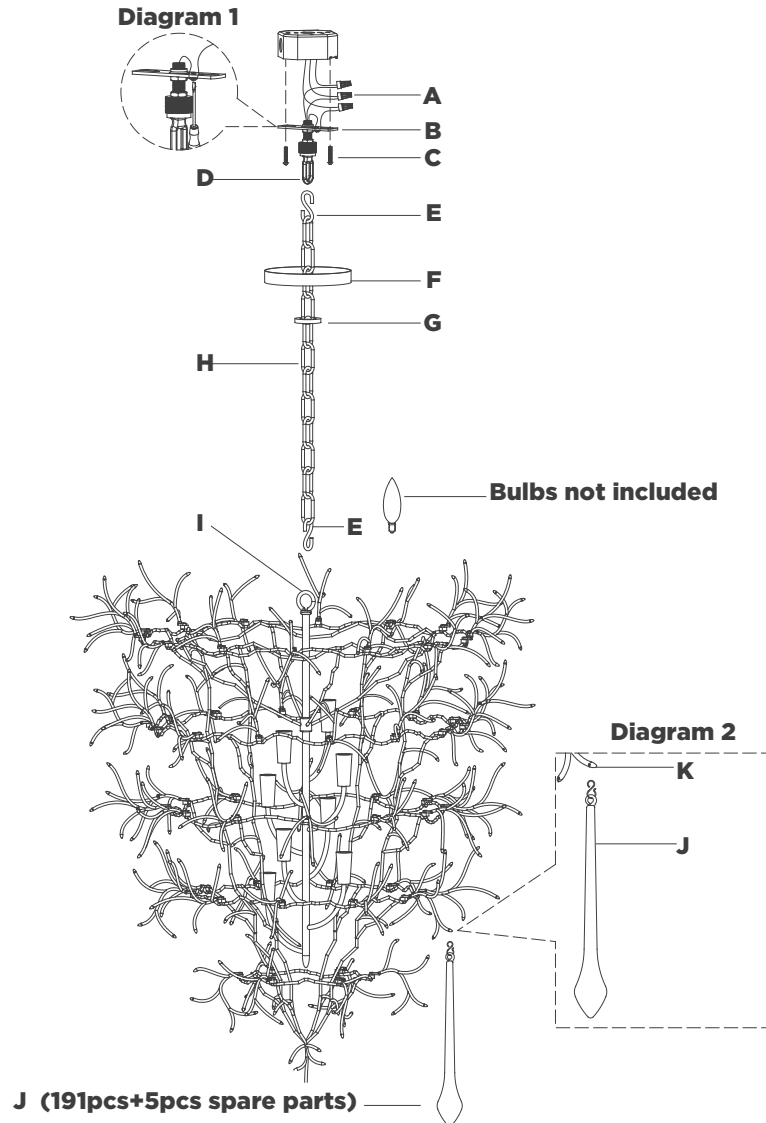 Diagram 1
A
B
C
D
E
F
G
H
Bulbs not included
I
E
Diagram 2
K
J
J (191pcs+5pcs spare parts)